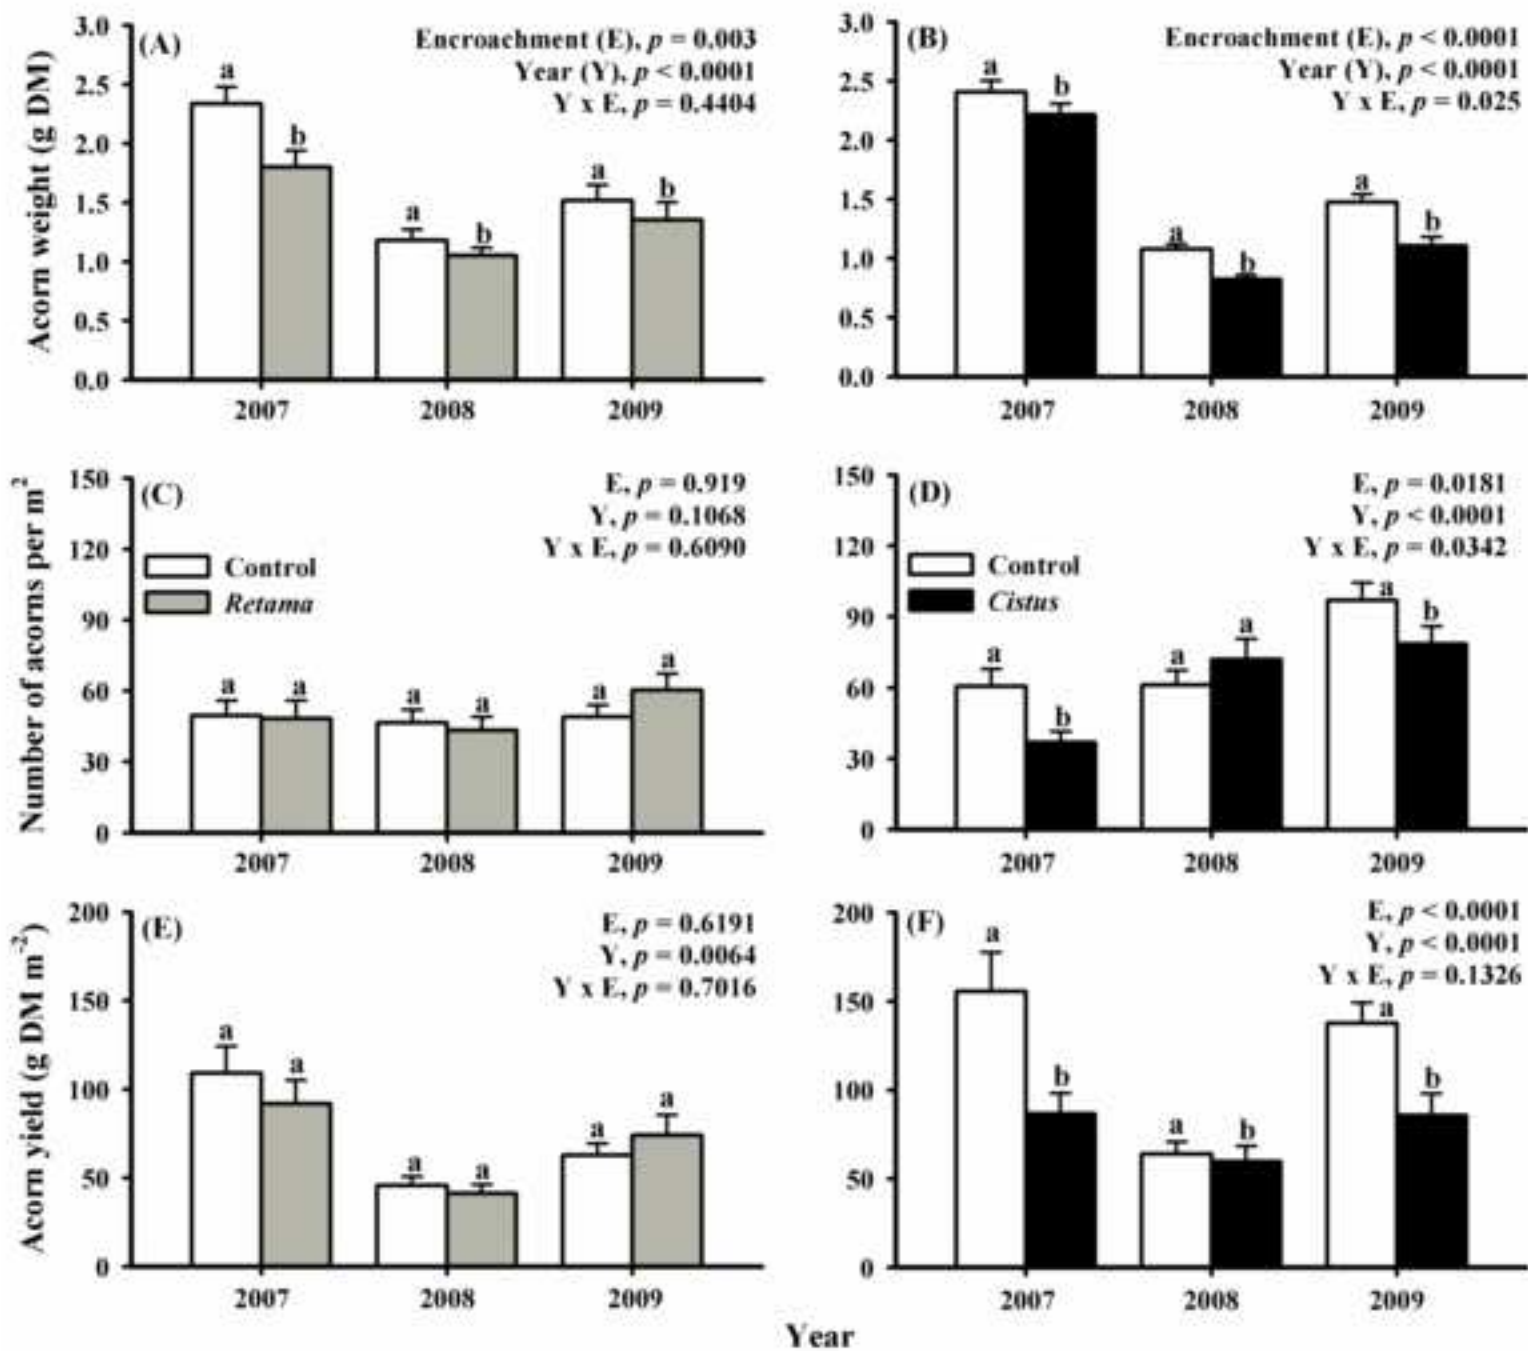 (A)
Encroachment (E), p = 0.003
Year (Y), p < 0.0001
Y x E, p = 0.4404
Acorn weight (g DM)
3.0
2.5
2.0
1.5
1.0
0.5
0.0
a
b
a
b
a
b
2007 2008 2009
(B)
Encroachment (E), p < 0.0001
Year (Y), p < 0.0001
Y x E, p = 0.025
3.0
2.5
2.0
1.5
1.0
0.5
0.0
a
b
a
b
a
b
2007 2008 2009
(C)
E, p = 0.919
Y, p = 0.1068
Y x E, p = 0.6090
Control
Retama
Number of acorns per m²
150
120
90
60
30
0
a
a
a
a
a
a
2007 2008 2009
(D)
E, p = 0.0181
Y, p < 0.0001
Y x E, p = 0.0342
Control
Cistus
150
120
90
60
30
0
a
b
a
a
a
b
2007 2008 2009
(E)
E, p = 0.6191
Y, p = 0.0064
Y x E, p = 0.7016
Acorn yield (g DM m⁻²)
200
150
100
50
0
a
a
a
a
a
a
2007 2008 2009
(F)
E, p < 0.0001
Y, p < 0.0001
Y x E, p = 0.1326
200
150
100
50
0
a
b
a
b
a
b
2007 2008 2009
Year